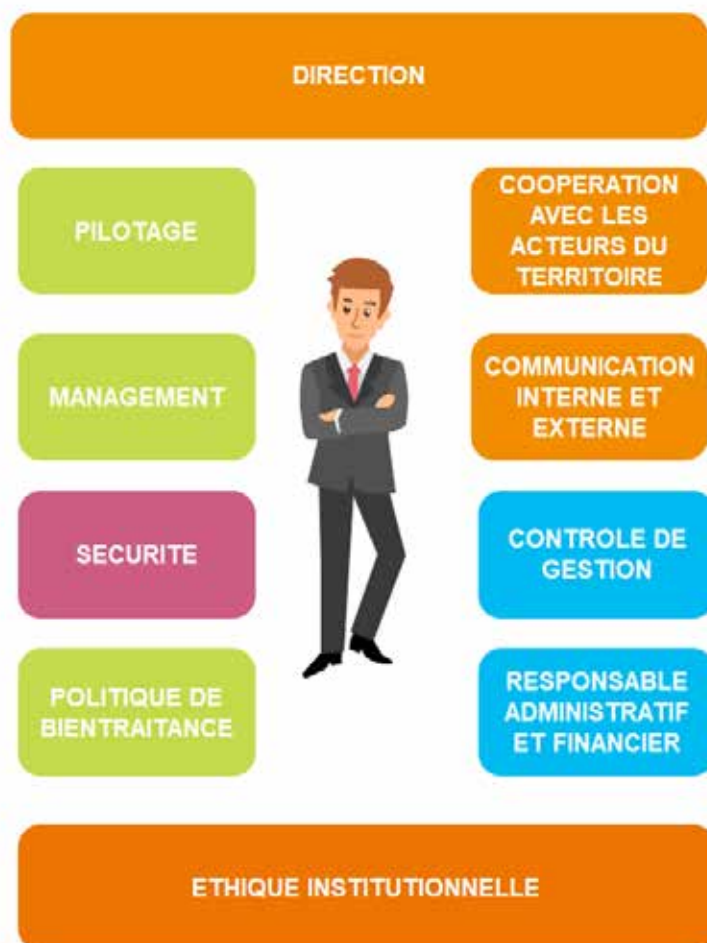 DIRECTION
PILOTAGE
COOPERATION
AVEC LES
ACTEURS DU
TERRITOIRE
MANAGEMENT
COMMUNICATION
INTERNE ET
EXTERNE
SECURITE
CONTROLE DE
GESTION
POLITIQUE DE
BIENTRAITANCE
RESPONSABLE
ADMINISTRATIF
ET FINANCIER
ETHIQUE INSTITUTIONNELLE